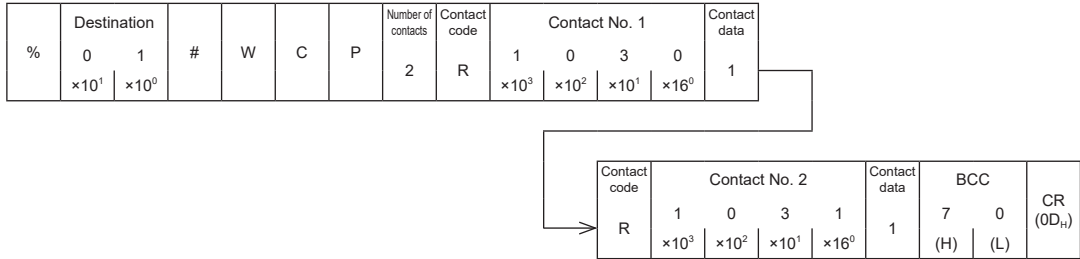 Destination
Number of contacts
Contact code
Contact No. 1
Contact data
% 0 1 # W C P 2 R 1 0 3 0 1
×10¹ ×10⁰ ×10³ ×10² ×10¹ ×16⁰
Contact code
Contact No. 2
Contact data
BCC
CR (0DH)
R 1 0 3 1 1 7 0
×10³ ×10² ×10¹ ×16⁰ (H) (L)